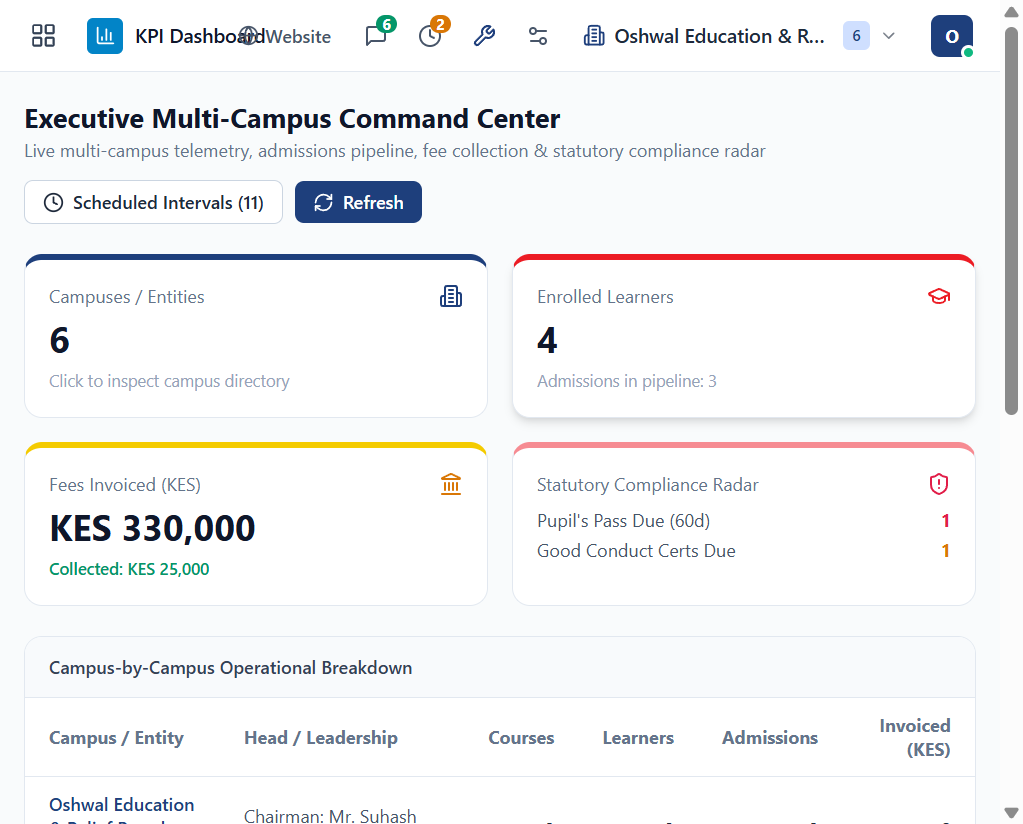 KPI Dashboard
Website
6
2
Oshwal Education & R...
6
O
Executive Multi-Campus Command Center
Live multi-campus telemetry, admissions pipeline, fee collection & statutory compliance radar
Scheduled Intervals (11)
Refresh
Campuses / Entities
6
Click to inspect campus directory
Enrolled Learners
4
Admissions in pipeline: 3
Fees Invoiced (KES)
KES 330,000
Collected: KES 25,000
Statutory Compliance Radar
Pupil's Pass Due (60d) 1
Good Conduct Certs Due 1
Campus-by-Campus Operational Breakdown
Campus / Entity Head / Leadership Courses Learners Admissions Invoiced
(KES)
Oshwal Education
Chairman: Mr. Suhash